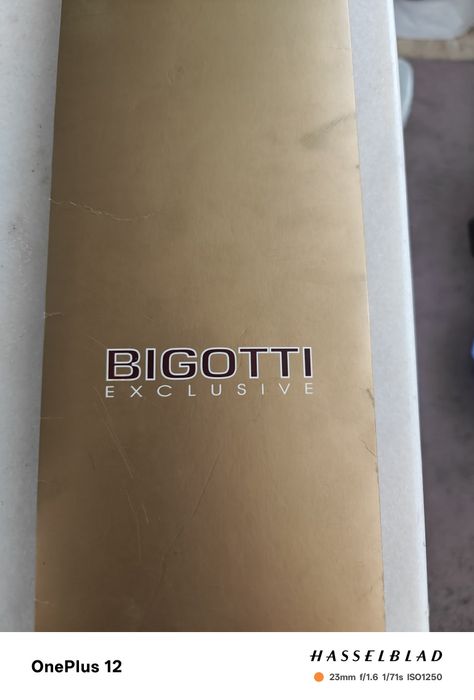 BIGOTTI
EXCLUSIVE
OnePlus 12
HASSELBLAD
23mm f/1.6 1/71s ISO1250